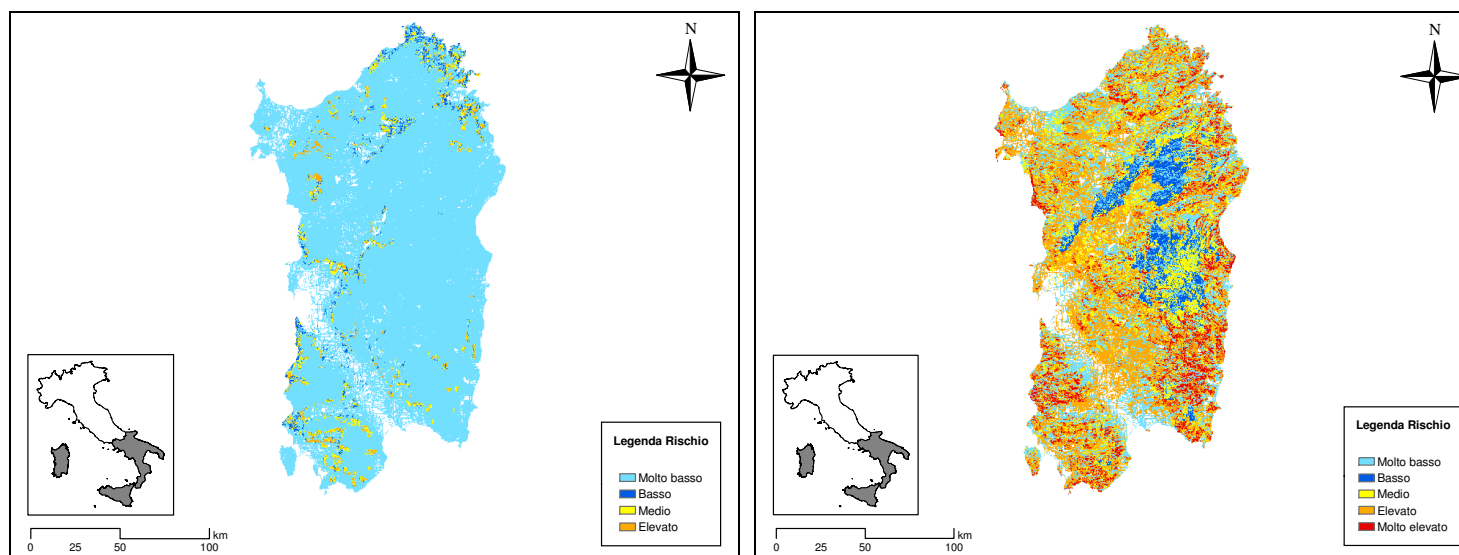 N
Legenda Rischio
Molto basso
Basso
Medio
Elevato
km
0 25 50 100
N
Legenda Rischio
Molto basso
Basso
Medio
Elevato
Molto elevato
km
0 25 50 100